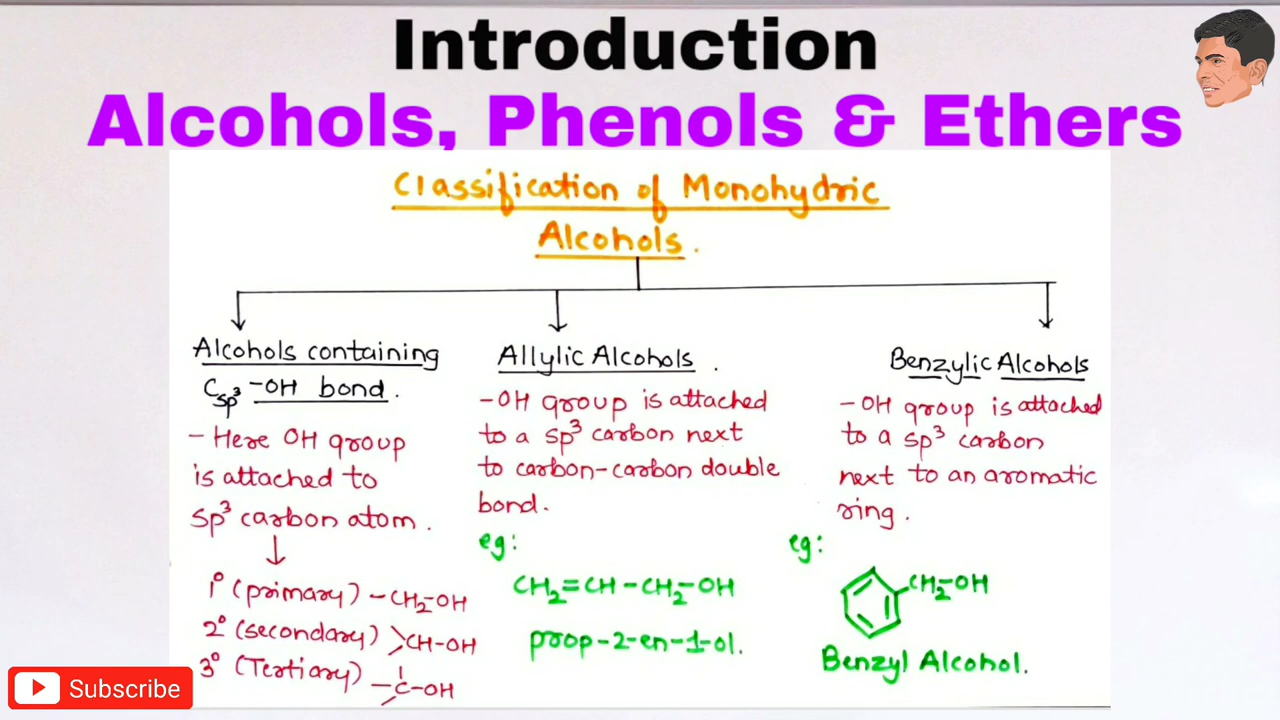 Introduction
Alcohols, Phenols & Ethers
Classification of Monohydric
Alcohols.
Alcohols containing
Csp³-OH bond.
- Here OH group
is attached to
sp³ carbon atom.
1° (primary) -CH₂-OH
2° (secondary) >CH-OH
3° (Tertiary) -C-OH
Allylic Alcohols.
-OH group is attached
to a sp³ carbon next
to carbon-carbon double
bond.
eg:
CH₂=CH-CH₂-OH
prop-2-en-1-ol.
Benzylic Alcohols
-OH group is attached
to a sp³ carbon
next to an aromatic
ring.
eg:
CH₂-OH
Benzyl Alcohol.
Subscribe